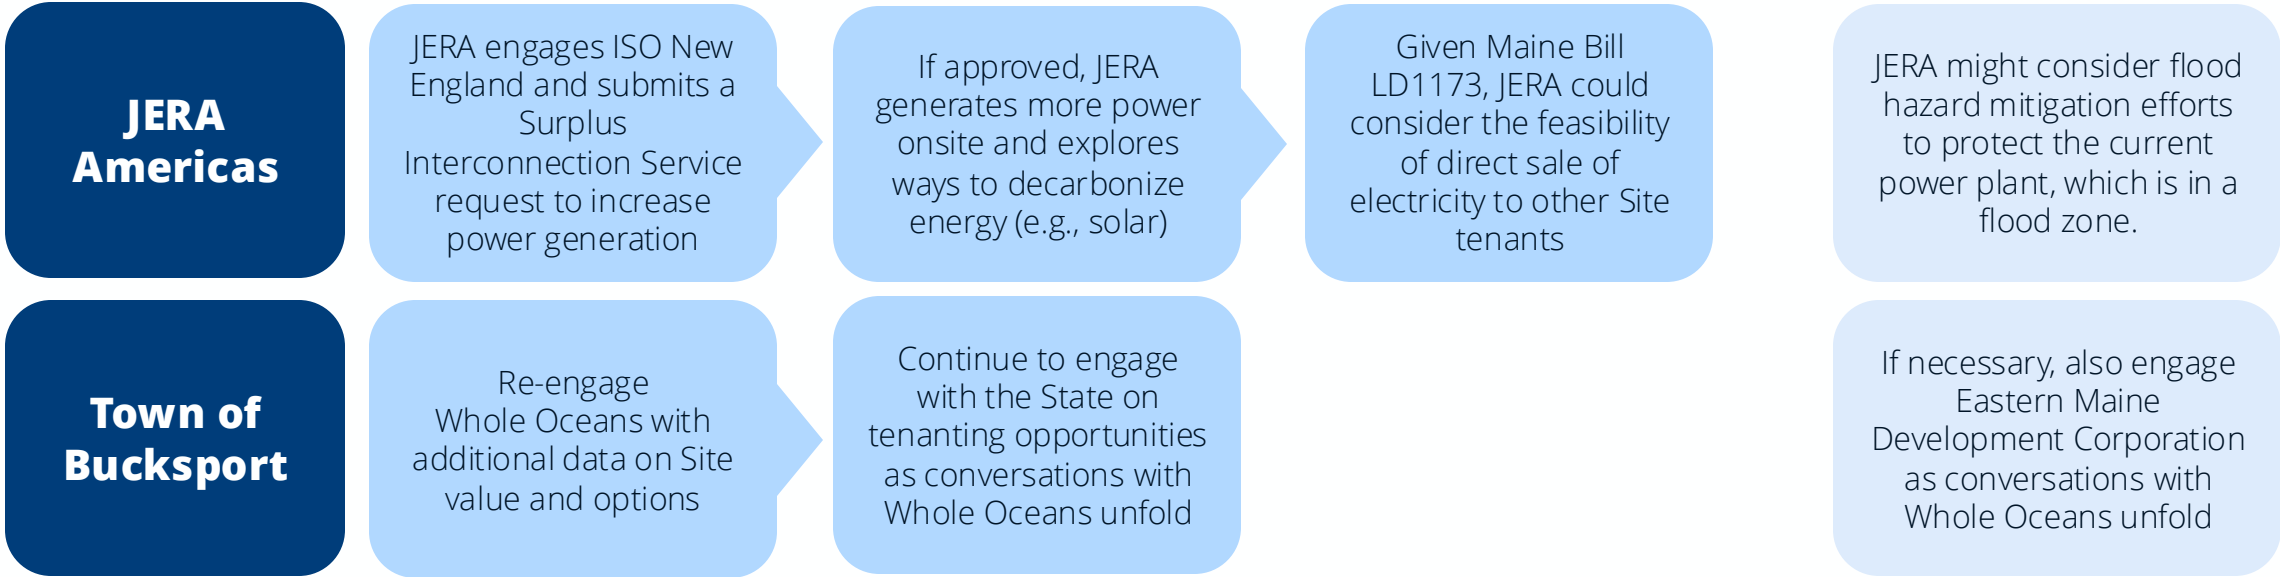 JERA
Americas
JERA engages ISO New
England and submits a
Surplus
Interconnection Service
request to increase
power generation
If approved, JERA
generates more power
onsite and explores
ways to decarbonize
energy (e.g., solar)
Given Maine Bill
LD1173, JERA could
consider the feasibility
of direct sale of
electricity to other Site
tenants
JERA might consider flood
hazard mitigation efforts
to protect the current
power plant, which is in a
flood zone.
Town of
Bucksport
Re-engage
Whole Oceans with
additional data on Site
value and options
Continue to engage
with the State on
tenanting opportunities
as conversations with
Whole Oceans unfold
If necessary, also engage
Eastern Maine
Development Corporation
as conversations with
Whole Oceans unfold